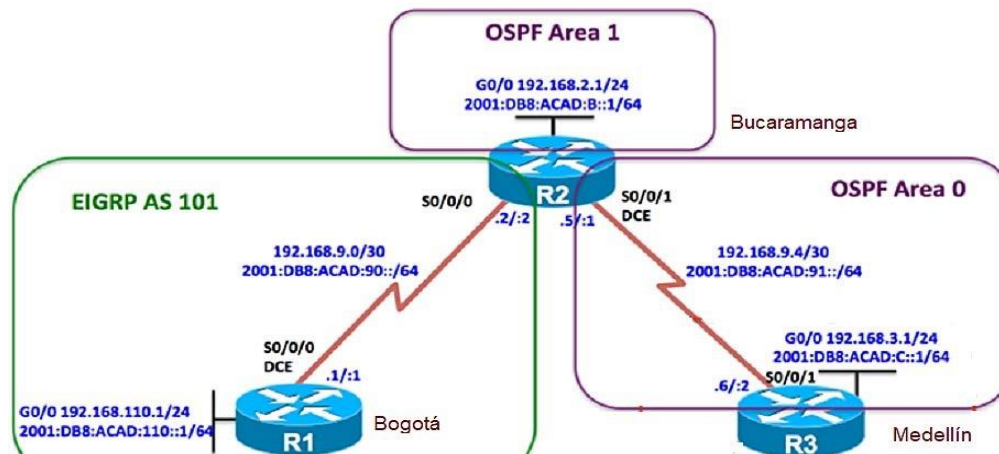 OSPF Area 1
G0/0 192.168.2.1/24
2001:DB8:ACAD:B::1/64
Bucaramanga
EIGRP AS 101
R2
OSPF Area 0
S0/0/0
S0/0/1
DCE
.2/:2
.5/:1
192.168.9.0/30
2001:DB8:ACAD:90::/64
192.168.9.4/30
2001:DB8:ACAD:91::/64
S0/0/0
DCE
.1/:1
G0/0 192.168.3.1/24
2001:DB8:ACAD:C::1/64
.6/:2
S0/0/1
G0/0 192.168.110.1/24
2001:DB8:ACAD:110::1/64
R1
Bogotá
R3
Medellín